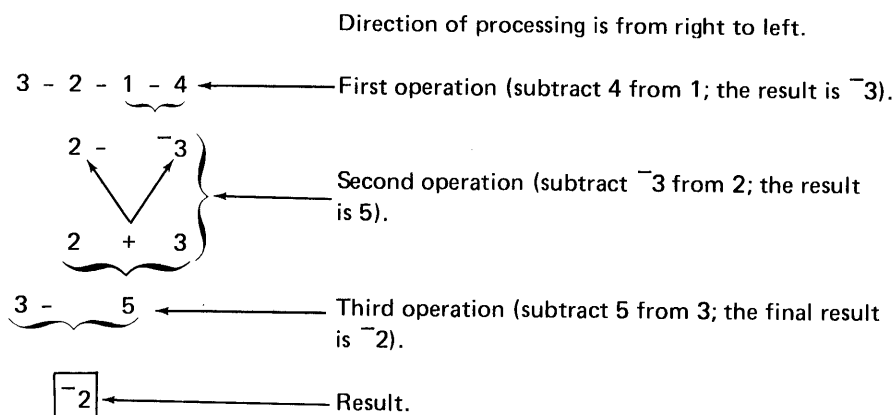 Direction of processing is from right to left.
3 - 2 - 1 - 4 First operation (subtract 4 from 1; the result is ¯3).
2 - ¯3
Second operation (subtract ¯3 from 2; the result
is 5).
2 + 3
3 - 5 Third operation (subtract 5 from 3; the final result
is ¯2).
¯2 Result.